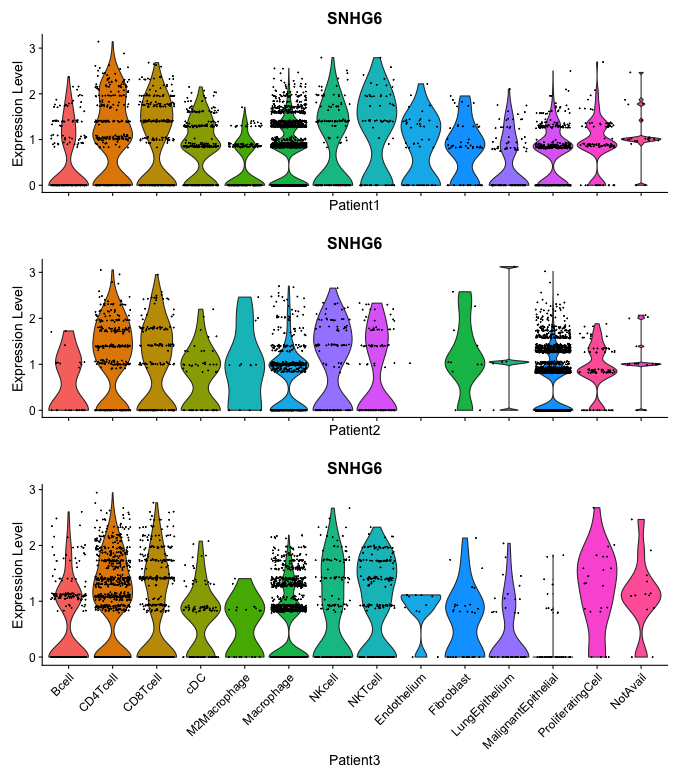 SNHG6
Expression Level
3
2
1
0
Patient1
SNHG6
Expression Level
3
2
1
0
Patient2
SNHG6
Expression Level
3
2
1
0
Bcell
CD4Tcell
CD8Tcell
cDC
M2Macrophage
Macrophage
NKcell
NKTcell
Endothelium
Fibroblast
LungEpithelium
MalignantEpithelial
ProliferatingCell
NotAvail
Patient3